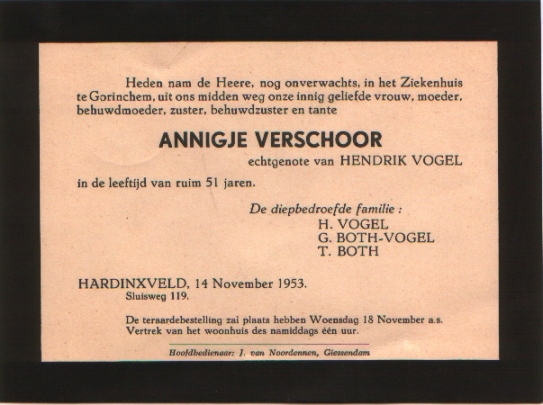 Heden nam de Heere, nog onverwachts, in het Ziekenhuis
te Gorinchem, uit ons midden weg onze innig geliefde vrouw, moeder,
behuwdmoeder, zuster, behuwdzuster en tante
ANNIGJE VERSCHOOR
echtgenote van HENDRIK VOGEL
in de leeftijd van ruim 51 jaren.
De diepbedroefde familie :
H. VOGEL
G. BOTH-VOGEL
T. BOTH
HARDINXVELD, 14 November 1953.
Sluisweg 119.
De teraardebestelling zal plaats hebben Woensdag 18 November a.s.
Vertrek van het woonhuis des namiddags één uur.
Hoofdbedienaar: J. van Noordennen, Giessendam